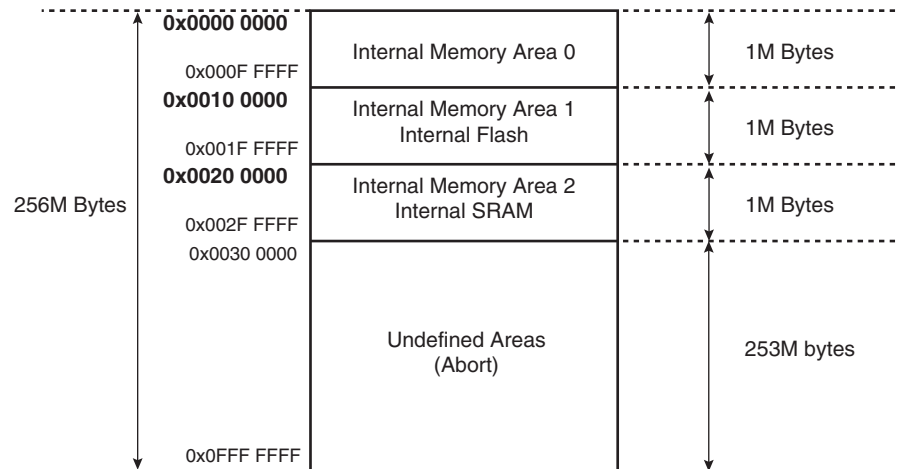 0x0000 0000
Internal Memory Area 0
1M Bytes
0x000F FFFF
0x0010 0000
Internal Memory Area 1
Internal Flash
1M Bytes
0x001F FFFF
0x0020 0000
256M Bytes
Internal Memory Area 2
Internal SRAM
1M Bytes
0x002F FFFF
0x0030 0000
Undefined Areas
(Abort)
253M bytes
0x0FFF FFFF